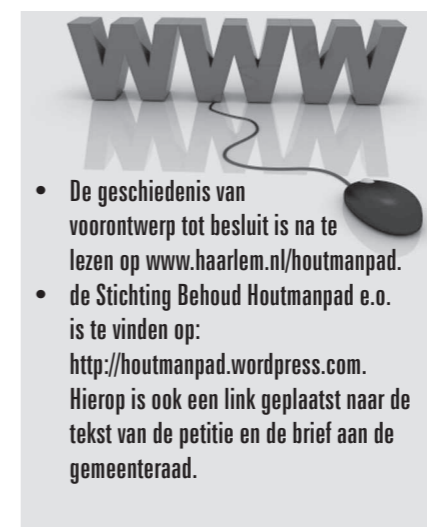 WWW
• De geschiedenis van
voorontwerp tot besluit is na te
lezen op www.haarlem.nl/houtmanpad.
• de Stichting Behoud Houtmanpad e.o.
is te vinden op:
http://houtmanpad.wordpress.com.
Hierop is ook een link geplaatst naar de
tekst van de petitie en de brief aan de
gemeenteraad.